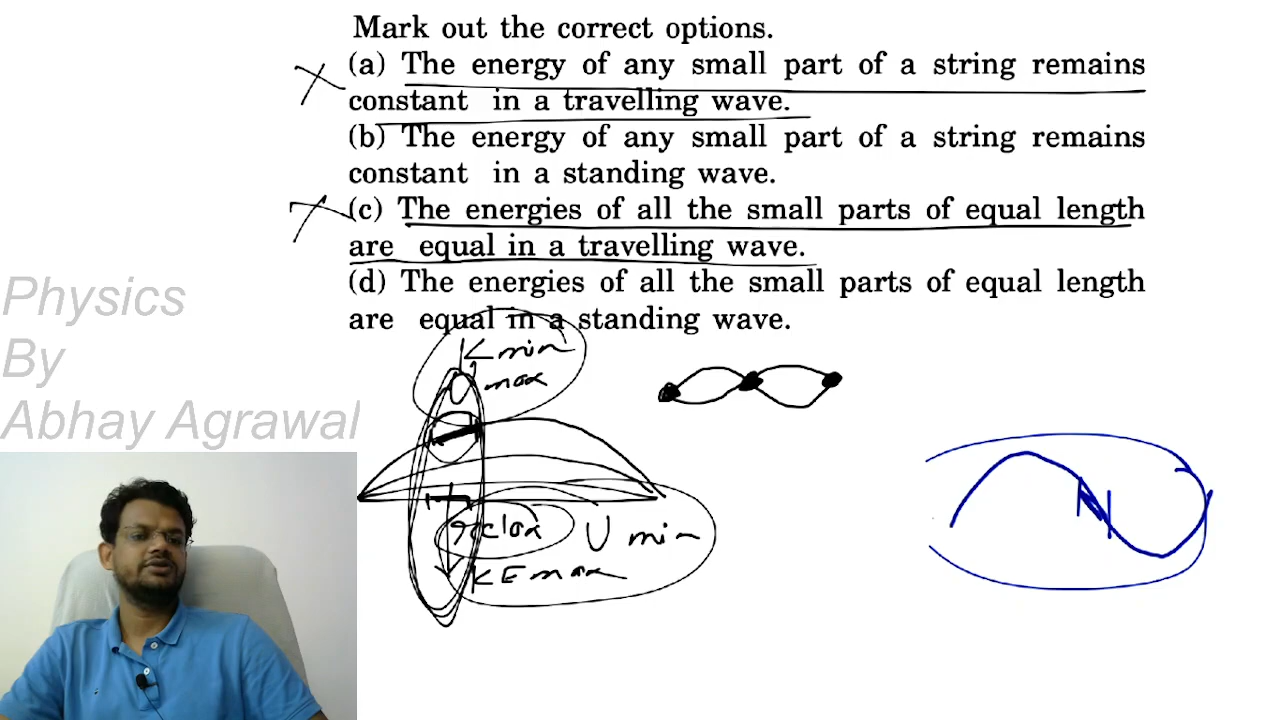 Mark out the correct options.
(a) The energy of any small part of a string remains
constant in a travelling wave.
(b) The energy of any small part of a string remains
constant in a standing wave.
(c) The energies of all the small parts of equal length
are equal in a travelling wave.
(d) The energies of all the small parts of equal length
are equal in a standing wave.
Physics
By
Abhay Agrawal
K min
U max
U min
KE max